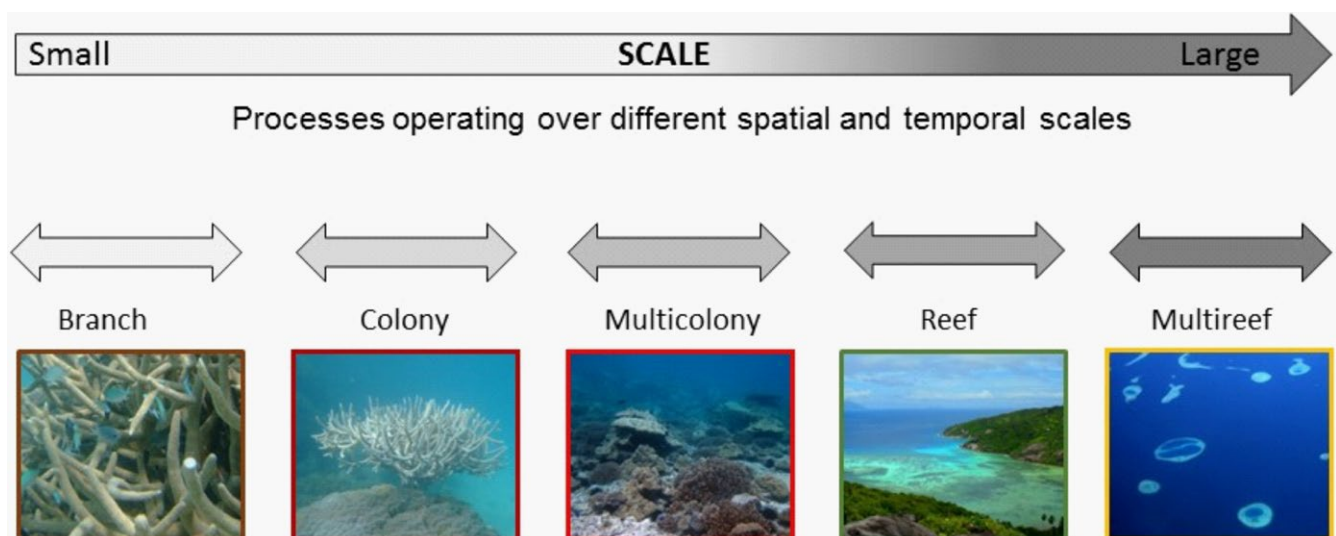 Small SCALE Large
Processes operating over different spatial and temporal scales
Branch Colony Multicolony Reef Multireef